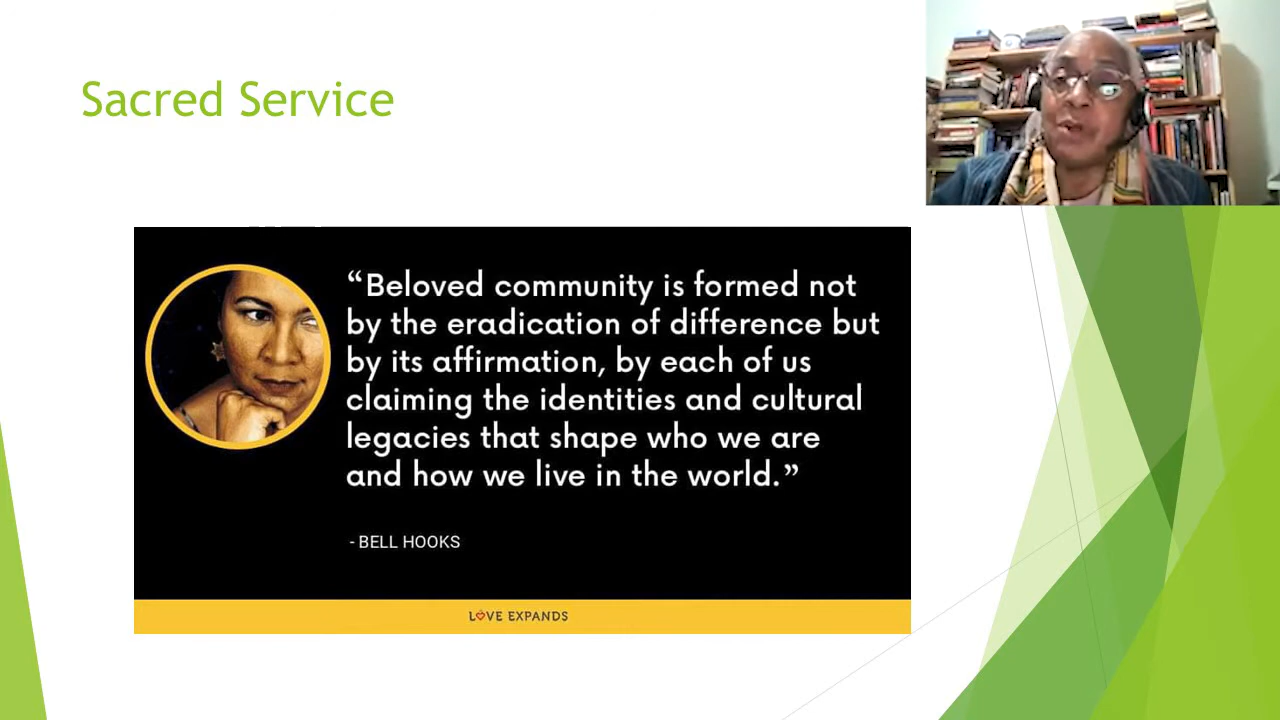 Sacred Service
“Beloved community is formed not
by the eradication of difference but
by its affirmation, by each of us
claiming the identities and cultural
legacies that shape who we are
and how we live in the world.”
- BELL HOOKS
LOVE EXPANDS